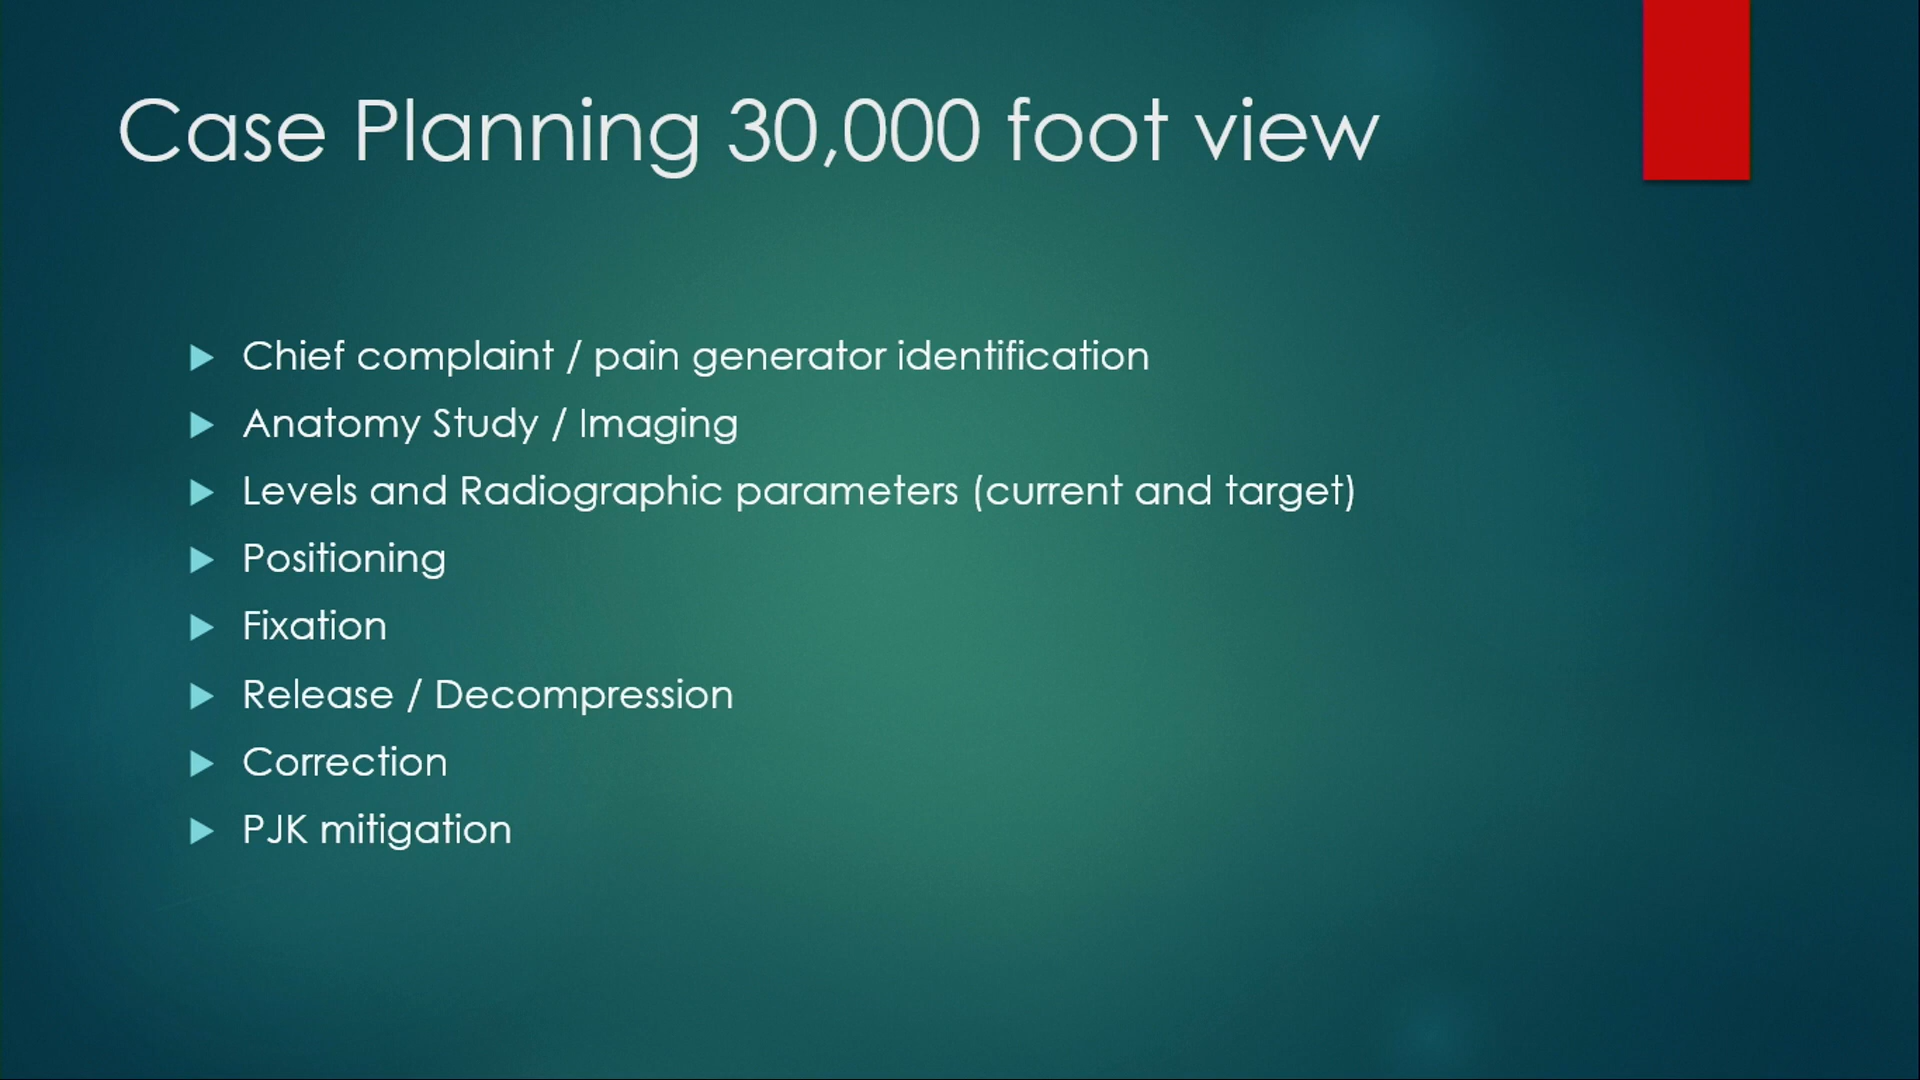 Case Planning 30,000 foot view
Chief complaint / pain generator identification
Anatomy Study / Imaging
Levels and Radiographic parameters (current and target)
Positioning
Fixation
Release / Decompression
Correction
PJK mitigation